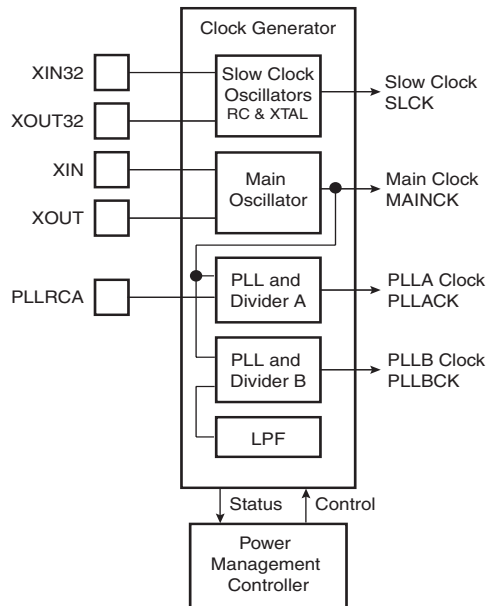 Clock Generator
XIN32
Slow Clock
Oscillators
RC & XTAL
Slow Clock
SLCK
XOUT32
XIN
Main
Oscillator
Main Clock
MAINCK
XOUT
PLLRCA
PLL and
Divider A
PLLA Clock
PLLACK
PLL and
Divider B
PLLB Clock
PLLBCK
LPF
Status
Control
Power
Management
Controller